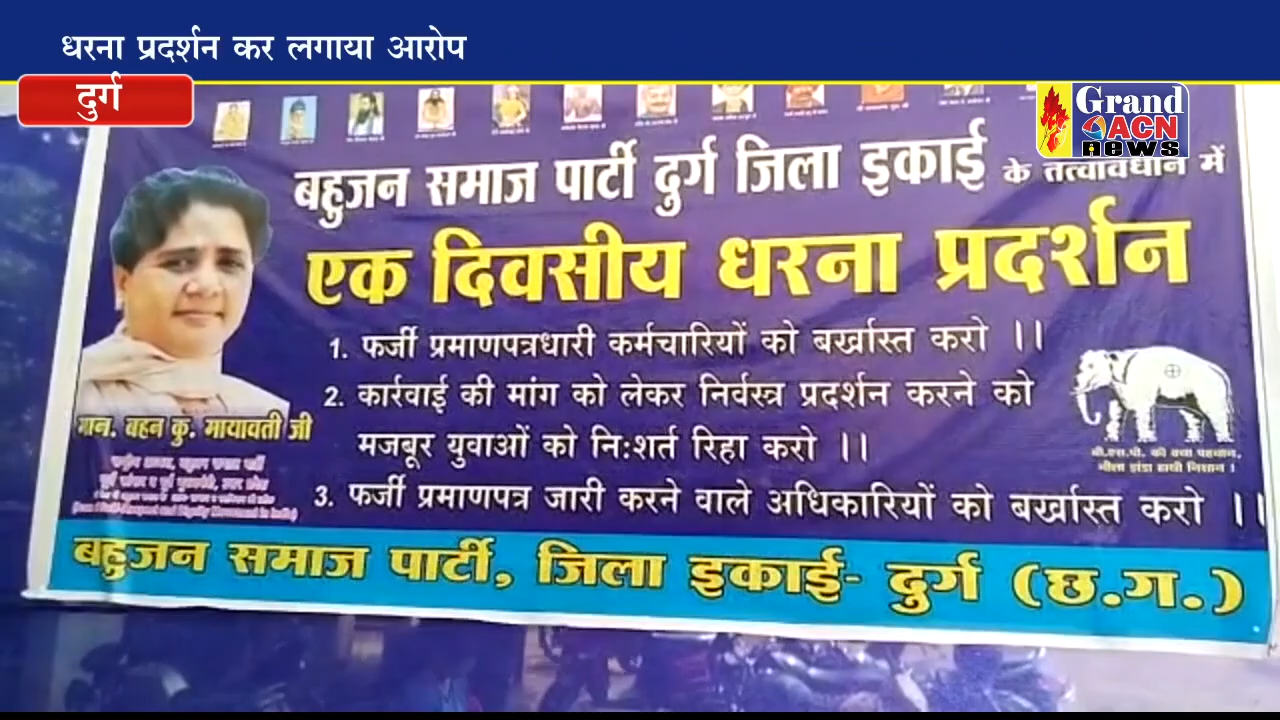 धरना प्रदर्शन कर लगाया आरोप
दुर्ग
Grand
ACN
news
बहुजन समाज पार्टी दुर्ग जिला इकाई के तत्वावधान में
एक दिवसीय धरना प्रदर्शन
1. फर्जी प्रमाणपत्रधारी कर्मचारियों को बर्खास्त करो ।।
2. कार्रवाई की मांग को लेकर निर्वस्त्र प्रदर्शन करने को
मजबूर युवाओं को नि:शर्त रिहा करो ।।
3. फर्जी प्रमाणपत्र जारी करने वाले अधिकारियों को बर्खास्त करो ।।
मान. बहन कु. मायावती जी
बी.एस.पी. की क्या पहचान,
नीला झंडा हाथी निशान !
बहुजन समाज पार्टी, जिला इकाई- दुर्ग (छ.ग.)